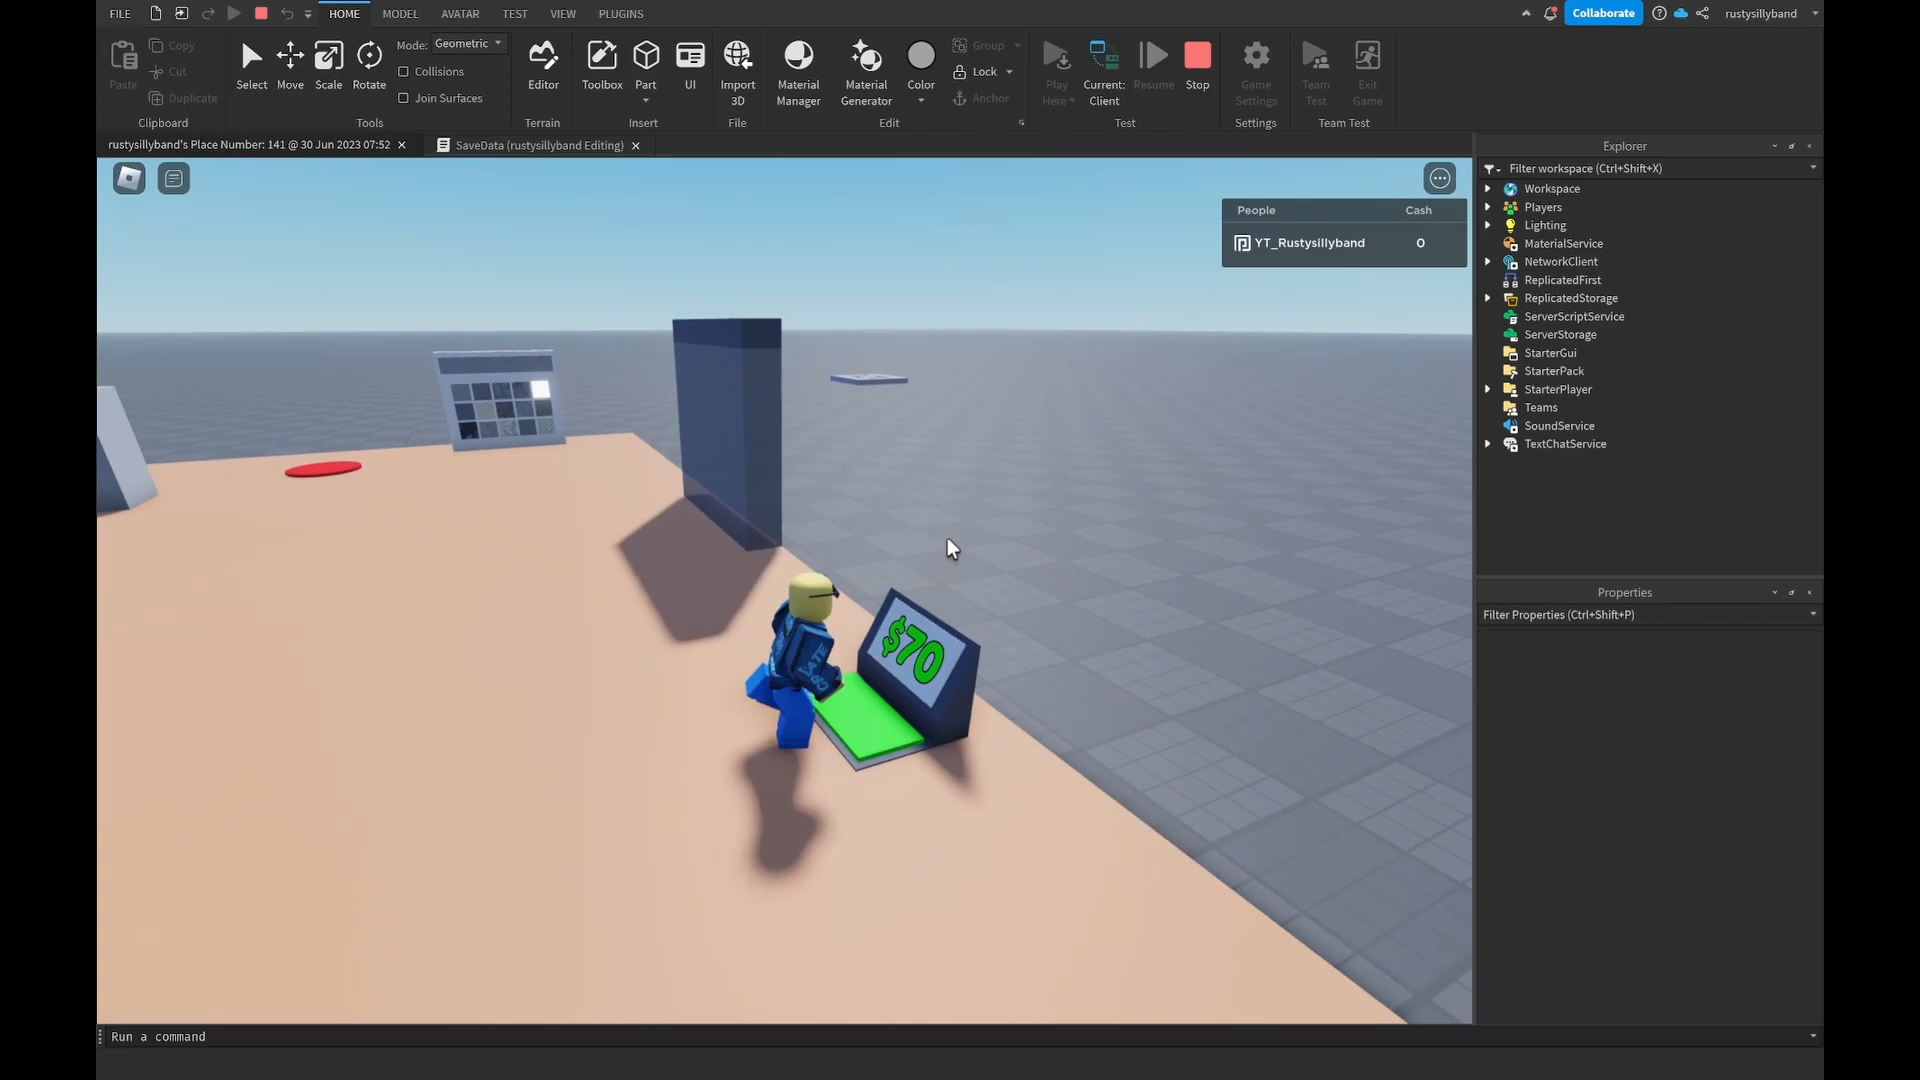 FILE
HOME
MODEL
AVATAR
TEST
VIEW
PLUGINS
Collaborate
rustysillyband
Paste
Copy
Cut
Duplicate
Clipboard
Select
Move
Scale
Rotate
Mode: Geometric
Collisions
Join Surfaces
Tools
Editor
Terrain
Toolbox
Part
UI
Insert
Import
3D
File
Material
Manager
Material
Generator
Color
Group
Lock
Anchor
Edit
Play
Here
Current:
Client
Resume
Stop
Test
Game
Settings
Settings
Team
Test
Exit
Game
Team Test
rustysillyband's Place Number: 141 @ 30 Jun 2023 07:52
SaveData (rustysillyband Editing)
People Cash
YT_Rustysillyband 0
$70
CREATE
Explorer
Filter workspace (Ctrl+Shift+X)
Workspace
Players
Lighting
MaterialService
NetworkClient
ReplicatedFirst
ReplicatedStorage
ServerScriptService
ServerStorage
StarterGui
StarterPack
StarterPlayer
Teams
SoundService
TextChatService
Properties
Filter Properties (Ctrl+Shift+P)
Run a command